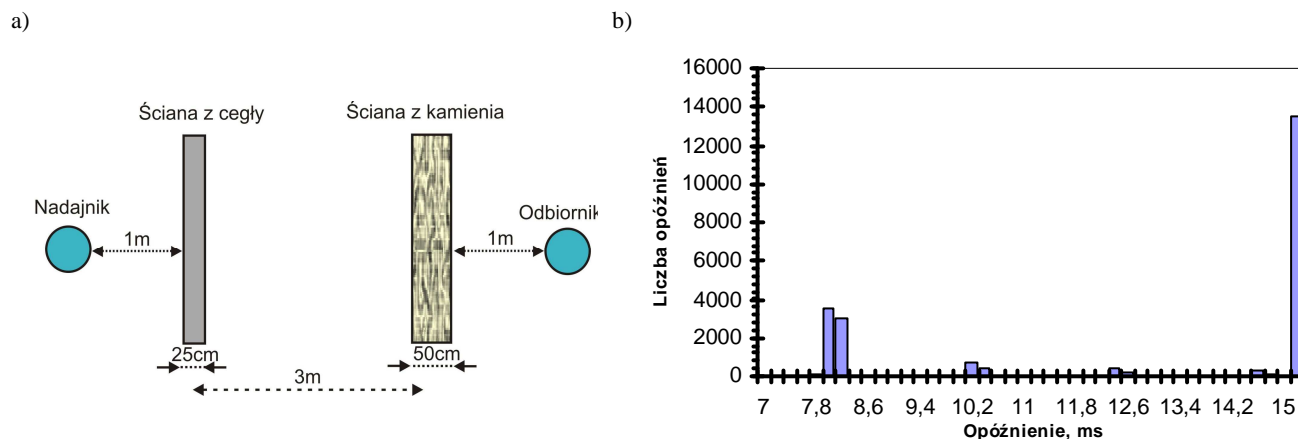 a)
Ściana z cegły
Ściana z kamienia
Nadajnik
Odbiornik
1m
1m
25cm
50cm
3m
b)
16000
14000
12000
10000
8000
6000
4000
2000
0
Liczba opóźnień
7 7,8 8,6 9,4 10,2 11 11,8 12,6 13,4 14,2 15
Opóźnienie, ms